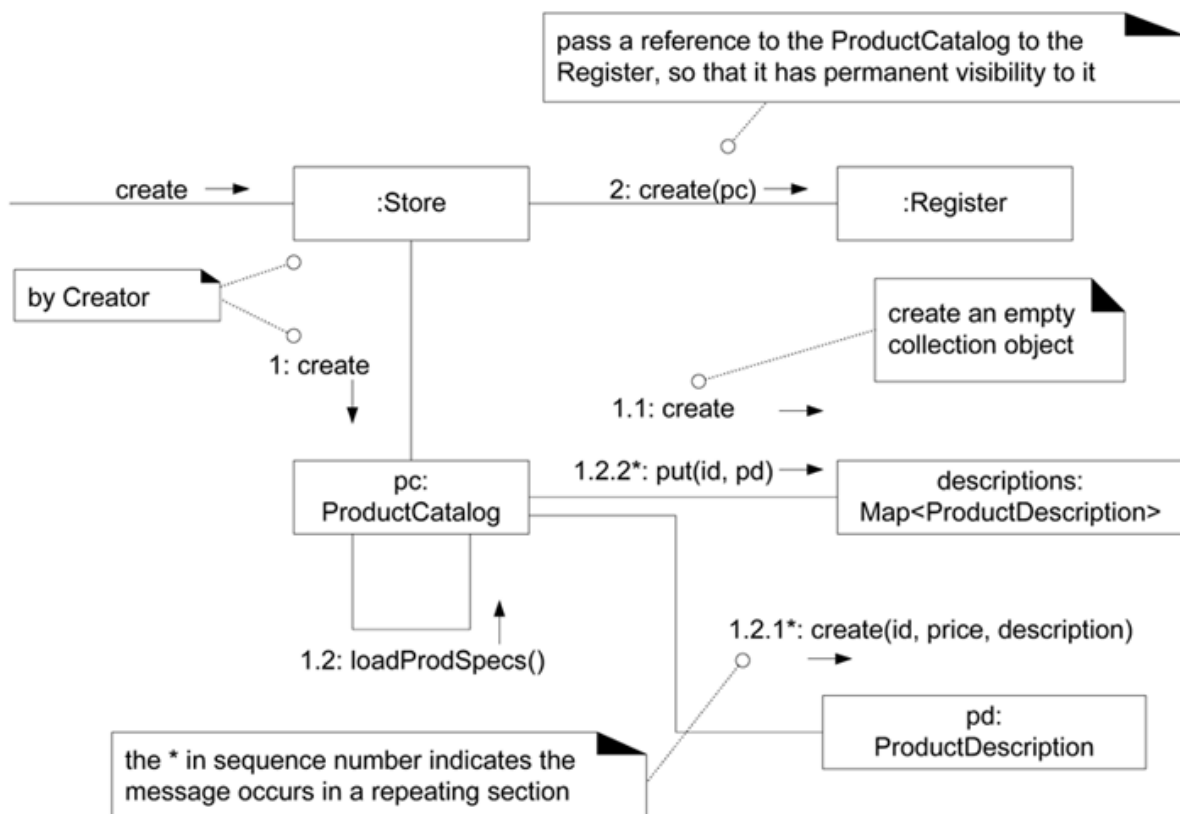 pass a reference to the ProductCatalog to the
Register, so that it has permanent visibility to it
create
:Store
2: create(pc)
:Register
by Creator
create an empty
collection object
1: create
1.1: create
pc:
ProductCatalog
1.2.2*: put(id, pd)
descriptions:
Map<ProductDescription>
1.2: loadProdSpecs()
1.2.1*: create(id, price, description)
pd:
ProductDescription
the * in sequence number indicates the
message occurs in a repeating section